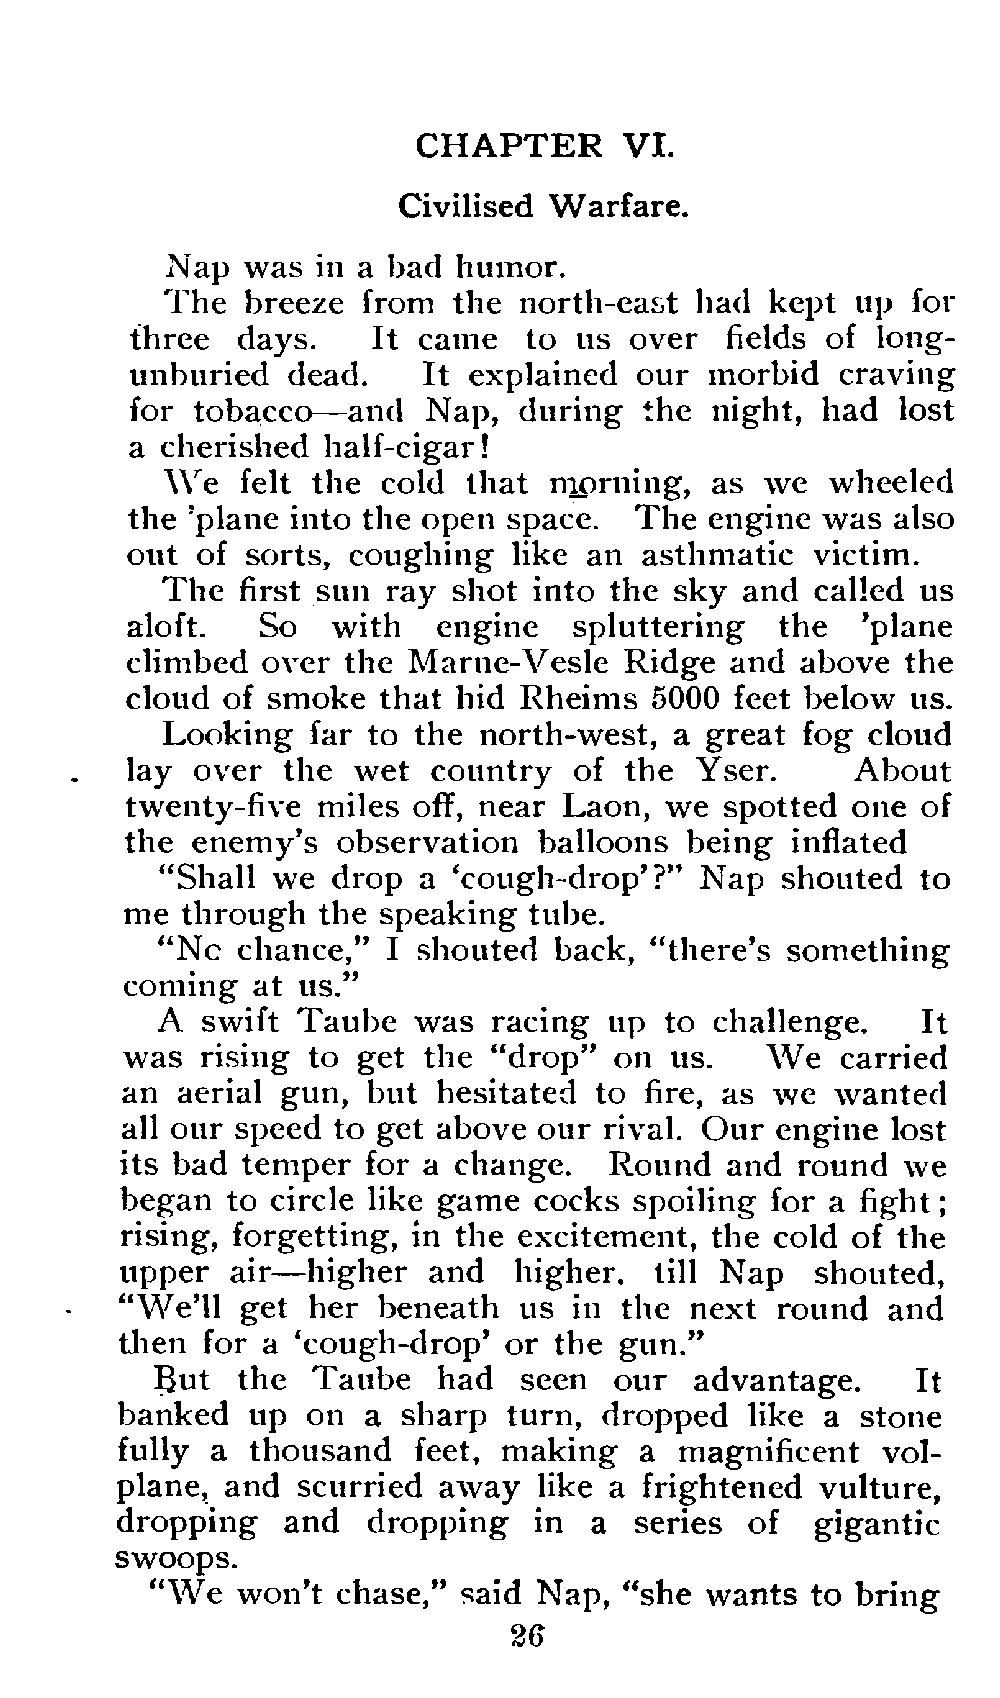 CHAPTER VI.
Civilised Warfare.
Nap was in a bad humor.
The breeze from the north-east had kept up for
three days. It came to us over fields of long-
unburied dead. It explained our morbid craving
for tobacco—and Nap, during the night, had lost
a cherished half-cigar!
We felt the cold that morning, as we wheeled
the 'plane into the open space. The engine was also
out of sorts, coughing like an asthmatic victim.
The first sun ray shot into the sky and called us
aloft. So with engine spluttering the 'plane
climbed over the Marne-Vesle Ridge and above the
cloud of smoke that hid Rheims 5000 feet below us.
Looking far to the north-west, a great fog cloud
lay over the wet country of the Yser. About
twenty-five miles off, near Laon, we spotted one of
the enemy's observation balloons being inflated
"Shall we drop a 'cough-drop'?" Nap shouted to
me through the speaking tube.
"Nc chance," I shouted back, "there's something
coming at us."
A swift Taube was racing up to challenge. It
was rising to get the "drop" on us. We carried
an aerial gun, but hesitated to fire, as we wanted
all our speed to get above our rival. Our engine lost
its bad temper for a change. Round and round we
began to circle like game cocks spoiling for a fight;
rising, forgetting, in the excitement, the cold of the
upper air—higher and higher. till Nap shouted,
"We'll get her beneath us in the next round and
then for a 'cough-drop' or the gun."
But the Taube had seen our advantage. It
banked up on a sharp turn, dropped like a stone
fully a thousand feet, making a magnificent vol-
plane, and scurried away like a frightened vulture,
dropping and dropping in a series of gigantic
swoops.
"We won't chase," said Nap, "she wants to bring
26